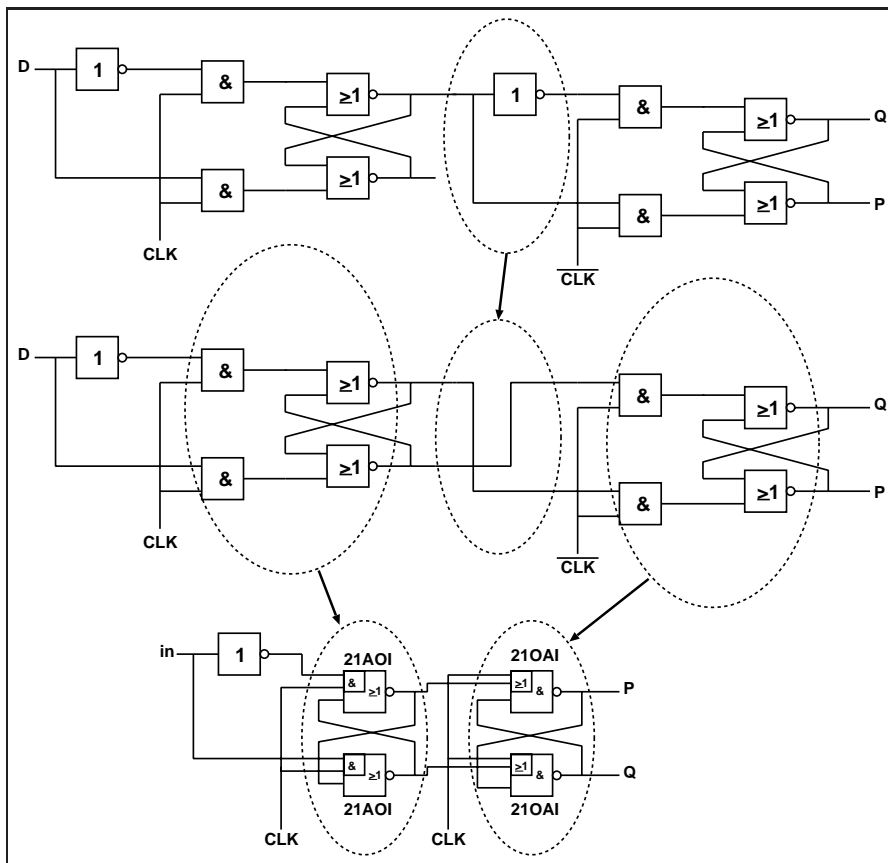 D 1 & ≥1 1 & ≥1 Q
& ≥1 & ≥1 P
CLK CLK
D 1 & ≥1 & ≥1 Q
& ≥1 & ≥1 P
CLK CLK
in 1 21AOI 21OAI
& ≥1 ≥1 & P
& ≥1 ≥1 & Q
21AOI 21OAI
CLK CLK